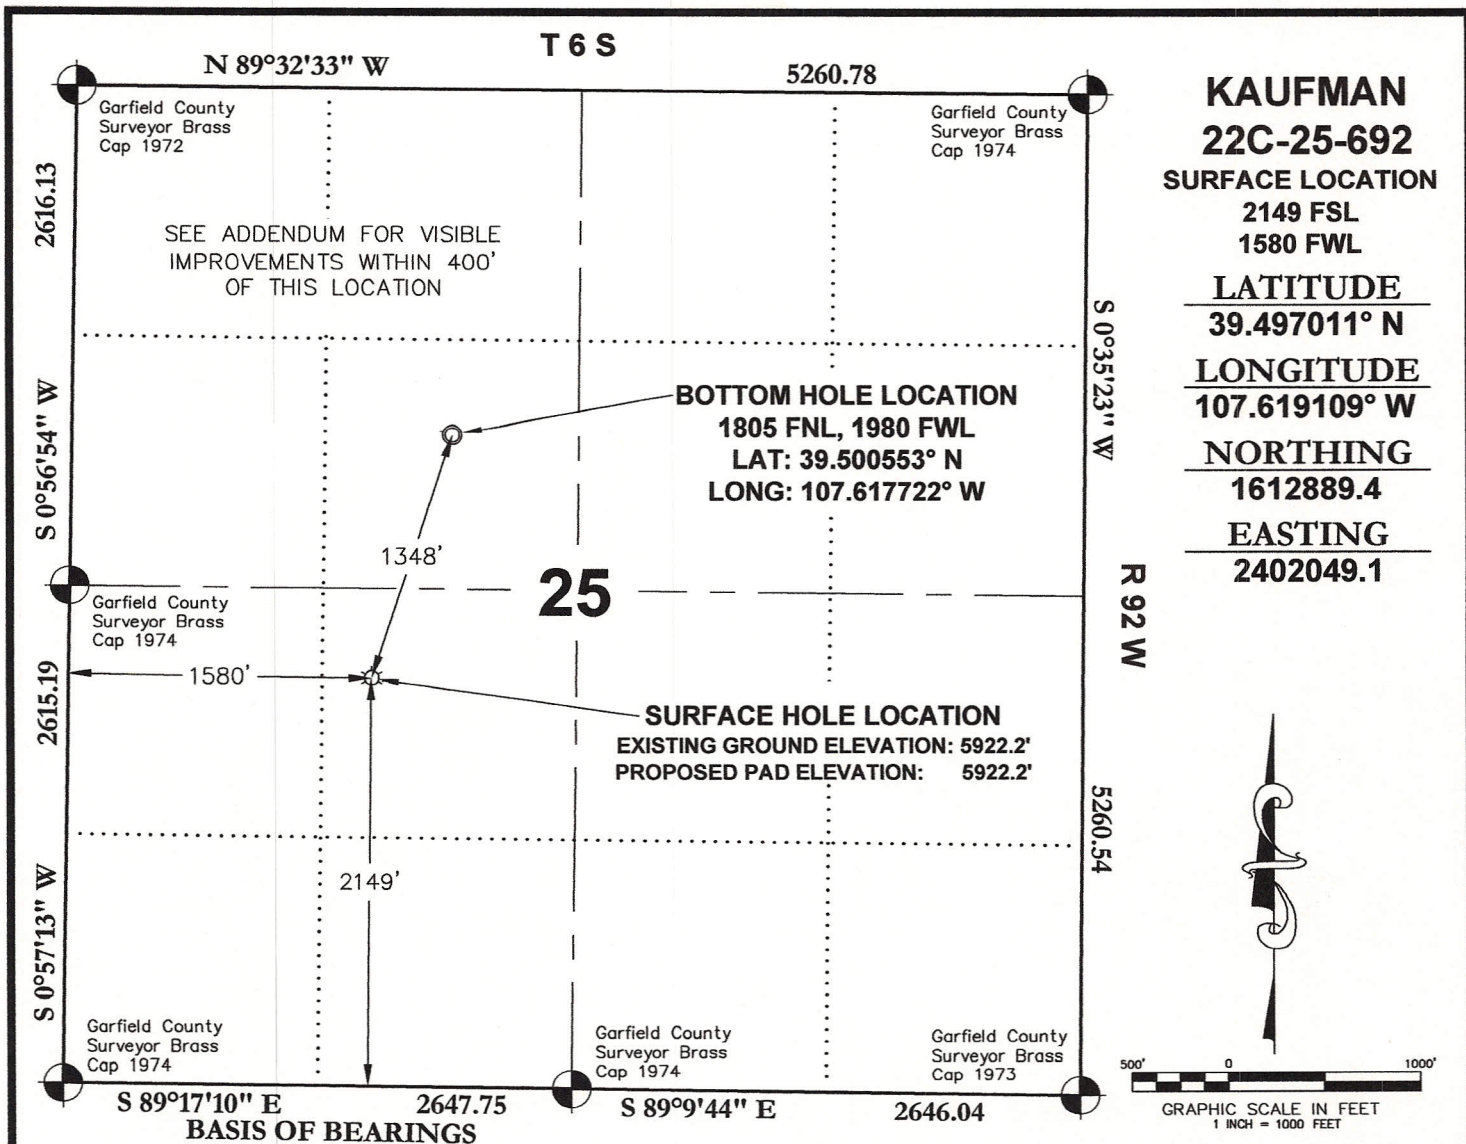 T 6 S
N 89°32'33" W
5260.78
Garfield County
Surveyor Brass
Cap 1972
Garfield County
Surveyor Brass
Cap 1974
2616.13
SEE ADDENDUM FOR VISIBLE
IMPROVEMENTS WITHIN 400'
OF THIS LOCATION
S 0°56'54" W
S 0°35'23" W
BOTTOM HOLE LOCATION
1805 FNL, 1980 FWL
LAT: 39.500553° N
LONG: 107.617722° W
1348'
25
R 92 W
Garfield County
Surveyor Brass
Cap 1974
2615.19
1580'
SURFACE HOLE LOCATION
EXISTING GROUND ELEVATION: 5922.2'
PROPOSED PAD ELEVATION: 5922.2'
5260.54
2149'
S 0°57'13" W
Garfield County
Surveyor Brass
Cap 1974
Garfield County
Surveyor Brass
Cap 1974
Garfield County
Surveyor Brass
Cap 1973
S 89°17'10" E
2647.75
S 89°9'44" E
2646.04
BASIS OF BEARINGS
KAUFMAN
22C-25-692
SURFACE LOCATION
2149 FSL
1580 FWL
LATITUDE
39.497011° N
LONGITUDE
107.619109° W
NORTHING
1612889.4
EASTING
2402049.1
500' 0 1000'
GRAPHIC SCALE IN FEET
1 INCH = 1000 FEET